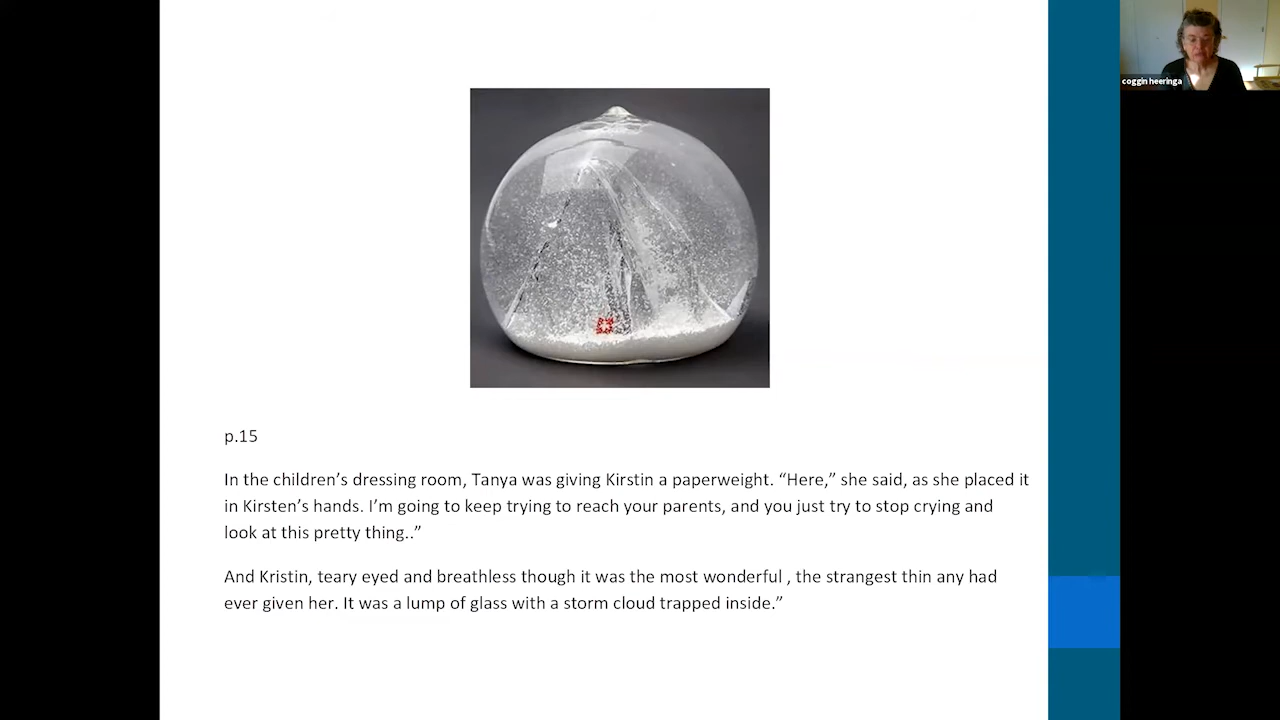 coggin heeringa
p.15
In the children’s dressing room, Tanya was giving Kirstin a paperweight. “Here,” she said, as she placed it
in Kirsten’s hands. I’m going to keep trying to reach your parents, and you just try to stop crying and
look at this pretty thing..”
And Kristin, teary eyed and breathless though it was the most wonderful , the strangest thin any had
ever given her. It was a lump of glass with a storm cloud trapped inside.”